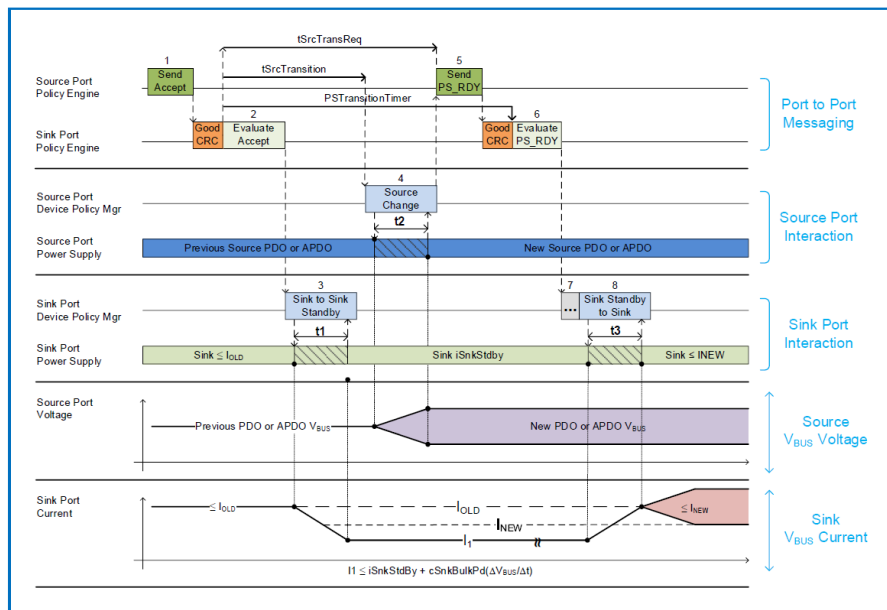 tSrcTransReq
1
5
Send
Accept
tSrcTransition
Send
PS_RDY
Source Port
Policy Engine
PSTransitionTimer
2
6
Port to Port
Messaging
Sink Port
Policy Engine
Good
CRC
Evaluate
Accept
Good
CRC
Evaluate
PS_RDY
4
Source Port
Device Policy Mgr
Source
Change
t2
Source Port
Interaction
Source Port
Power Supply
Previous Source PDO or APDO
New Source PDO or APDO
3
7
8
Sink Port
Device Policy Mgr
Sink to Sink
Standby
...
Sink Standby
to Sink
t1
t3
Sink Port
Interaction
Sink Port
Power Supply
Sink ≤ IOLD
Sink iSnkStdby
Sink ≤ INEW
Source Port
Voltage
Previous PDO or APDO VBUS
New PDO or APDO VBUS
Source
VBUS Voltage
Sink Port
Current
≤ IOLD
IOLD
≤ INEW
INEW
I1
Sink
VBUS Current
I1 ≤ iSnkStdBy + cSnkBulkPd(ΔVBUS/Δt)